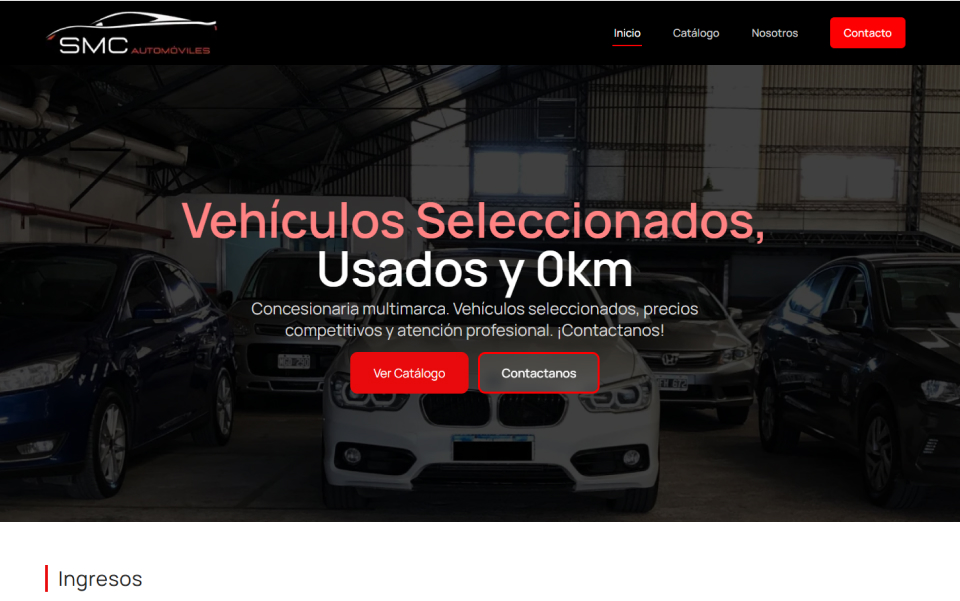 SMC AUTOMÓVILES
Inicio
Catálogo
Nosotros
Contacto
Vehículos Seleccionados,
Usados y 0km
Concesionaria multimarca. Vehículos seleccionados, precios
competitivos y atención profesional. ¡Contactanos!
Ver Catálogo
Contactanos
Ingresos